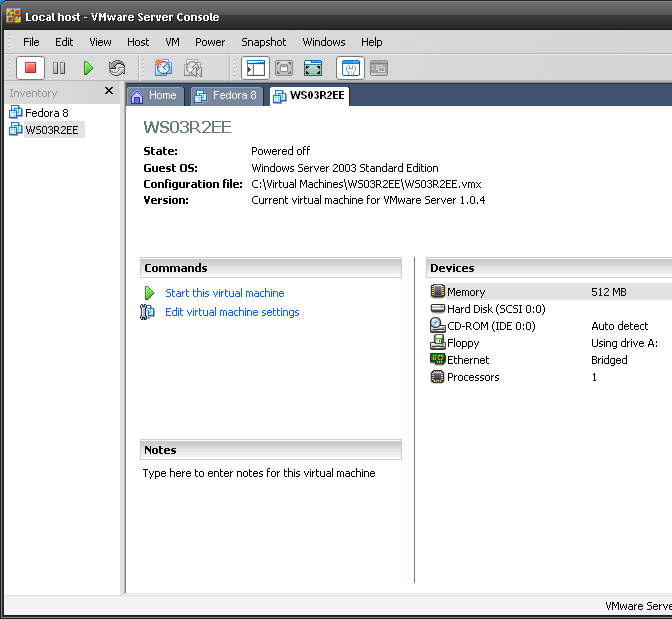 Local host - VMware Server Console
File Edit View Host VM Power Snapshot Windows Help
Inventory
Fedora 8
WS03R2EE
Home Fedora 8 WS03R2EE
WS03R2EE
State: Powered off
Guest OS: Windows Server 2003 Standard Edition
Configuration file: C:\Virtual Machines\WS03R2EE\WS03R2EE.vmx
Version: Current virtual machine for VMware Server 1.0.4
Commands
Start this virtual machine
Edit virtual machine settings
Devices
Memory 512 MB
Hard Disk (SCSI 0:0)
CD-ROM (IDE 0:0) Auto detect
Floppy Using drive A:
Ethernet Bridged
Processors 1
Notes
Type here to enter notes for this virtual machine
VMware Serve